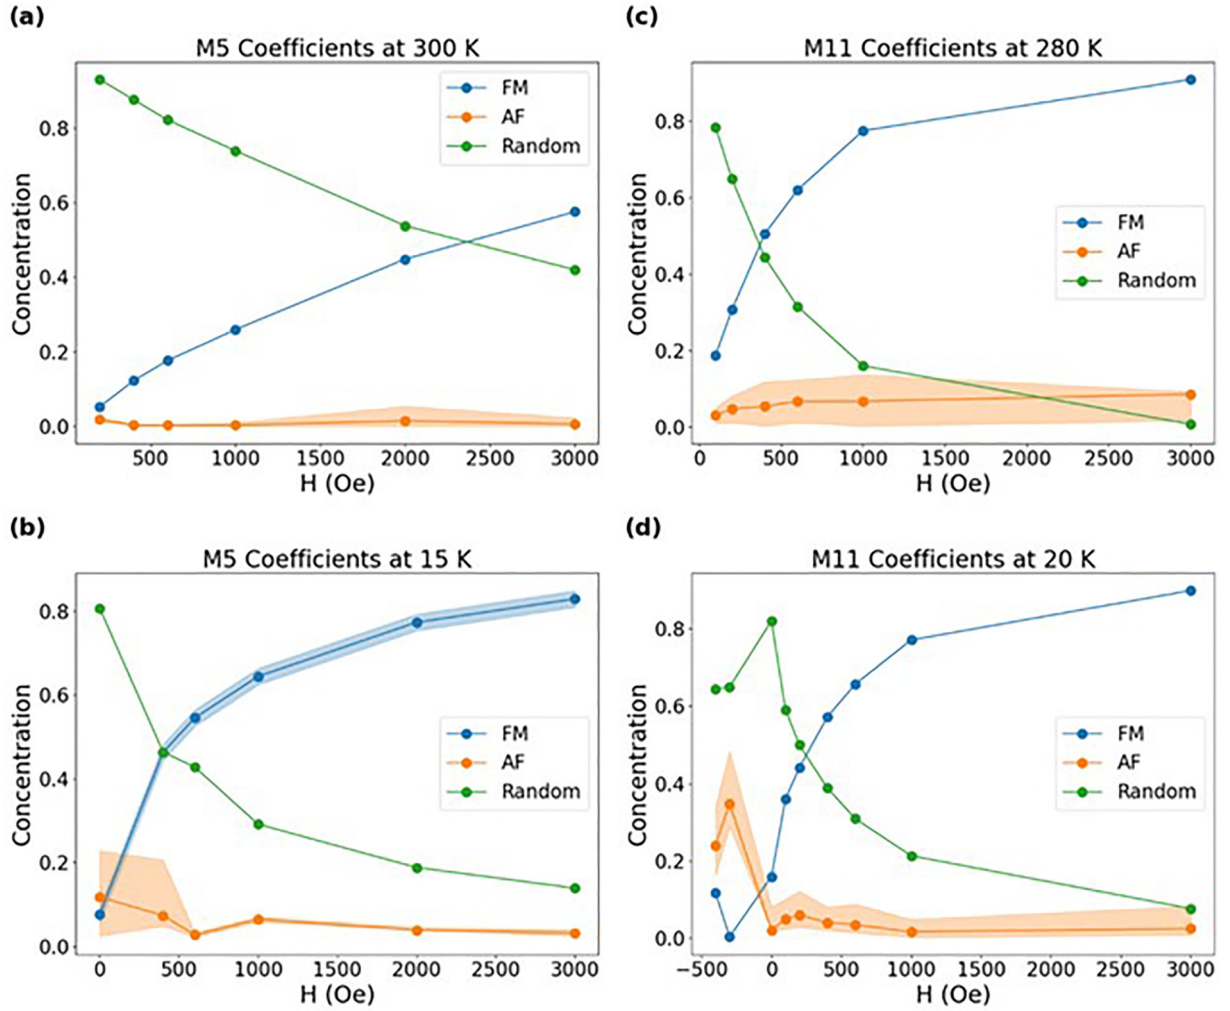 (a)
M5 Coefficients at 300 K
FM
AF
Random
Concentration
0.8
0.6
0.4
0.2
0.0
500 1000 1500 2000 2500 3000
H (Oe)
(c)
M11 Coefficients at 280 K
FM
AF
Random
Concentration
0.8
0.6
0.4
0.2
0.0
0 500 1000 1500 2000 2500 3000
H (Oe)
(b)
M5 Coefficients at 15 K
FM
AF
Random
Concentration
0.8
0.6
0.4
0.2
0.0
0 500 1000 1500 2000 2500 3000
H (Oe)
(d)
M11 Coefficients at 20 K
FM
AF
Random
Concentration
0.8
0.6
0.4
0.2
0.0
−500 0 500 1000 1500 2000 2500 3000
H (Oe)